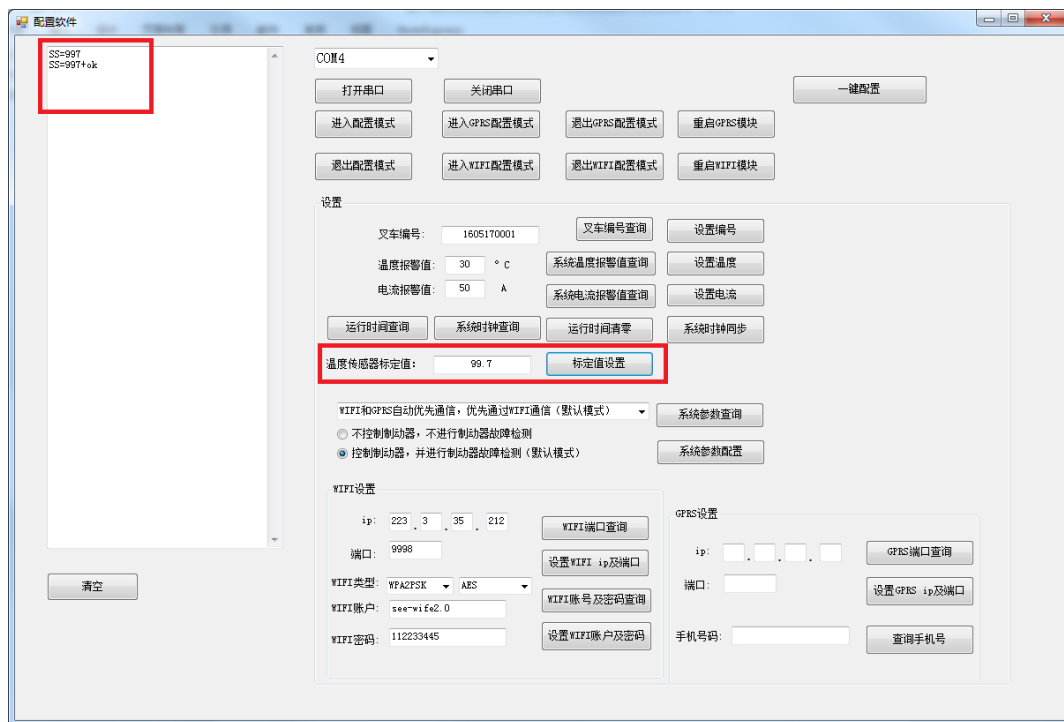 配置软件
SS=997
SS=997+ok
COM4
打开串口 关闭串口 一键配置
进入配置模式 进入GPRS配置模式 退出GPRS配置模式 重启GPRS模块
退出配置模式 进入WIFI配置模式 退出WIFI配置模式 重启WIFI模块
设置
叉车编号: 1605170001 叉车编号查询 设置编号
温度报警值: 30 ° C 系统温度报警值查询 设置温度
电流报警值: 50 A 系统电流报警值查询 设置电流
运行时间查询 系统时钟查询 运行时间清零 系统时钟同步
温度传感器标定值: 99.7 标定值设置
WIFI和GPRS自动优先通信，优先通过WIFI通信（默认模式） 系统参数查询
不控制制动器，不进行制动器故障检测
控制制动器，并进行制动器故障检测（默认模式） 系统参数配置
WIFI设置
ip: 223 . 3 . 35 . 212 WIFI端口查询
端口: 9998 设置WIFI ip及端口
WIFI类型: WPA2PSK AES WIFI账号及密码查询
WIFI账户: see-wife2.0
WIFI密码: 112233445 设置WIFI账户及密码
GPRS设置
ip: . . . GPRS端口查询
端口: 设置GPRS ip及端口
手机号码: 查询手机号
清空